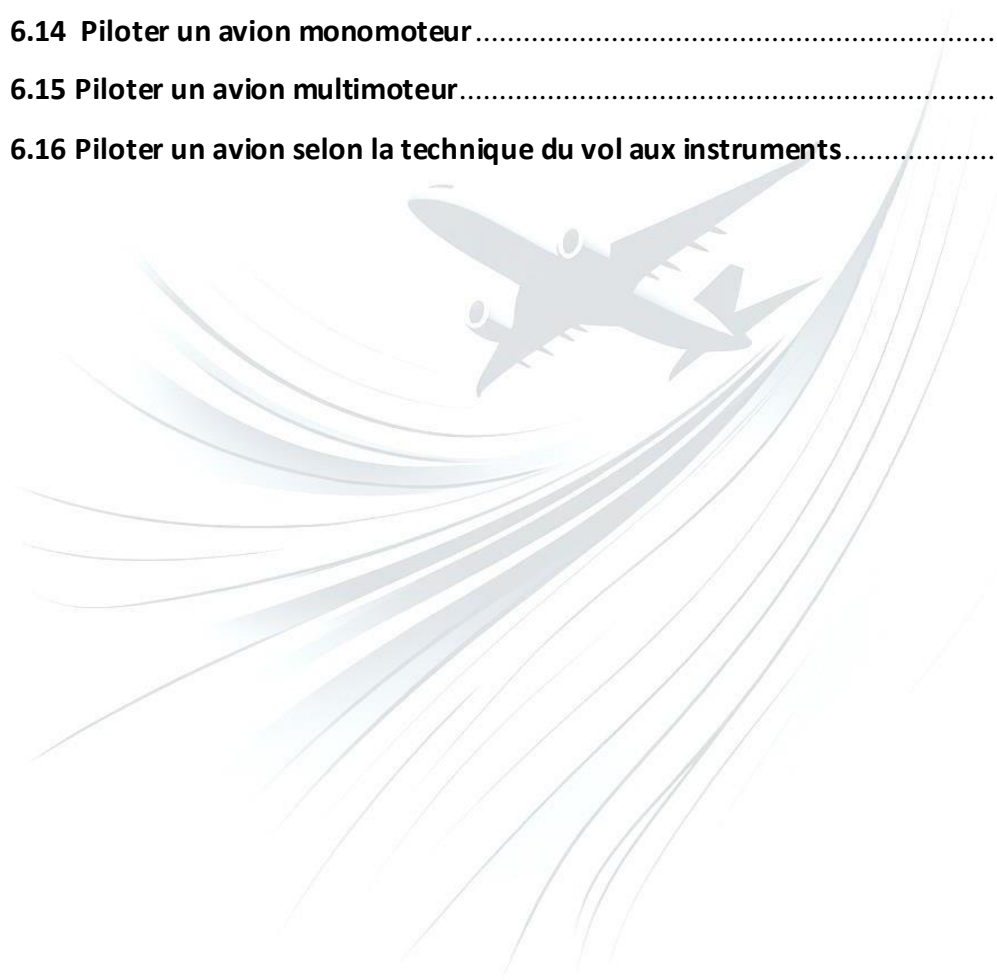 6.14 Piloter un avion monomoteur.................................................................
6.15 Piloter un avion multimoteur...................................................................
6.16 Piloter un avion selon la technique du vol aux instruments...................